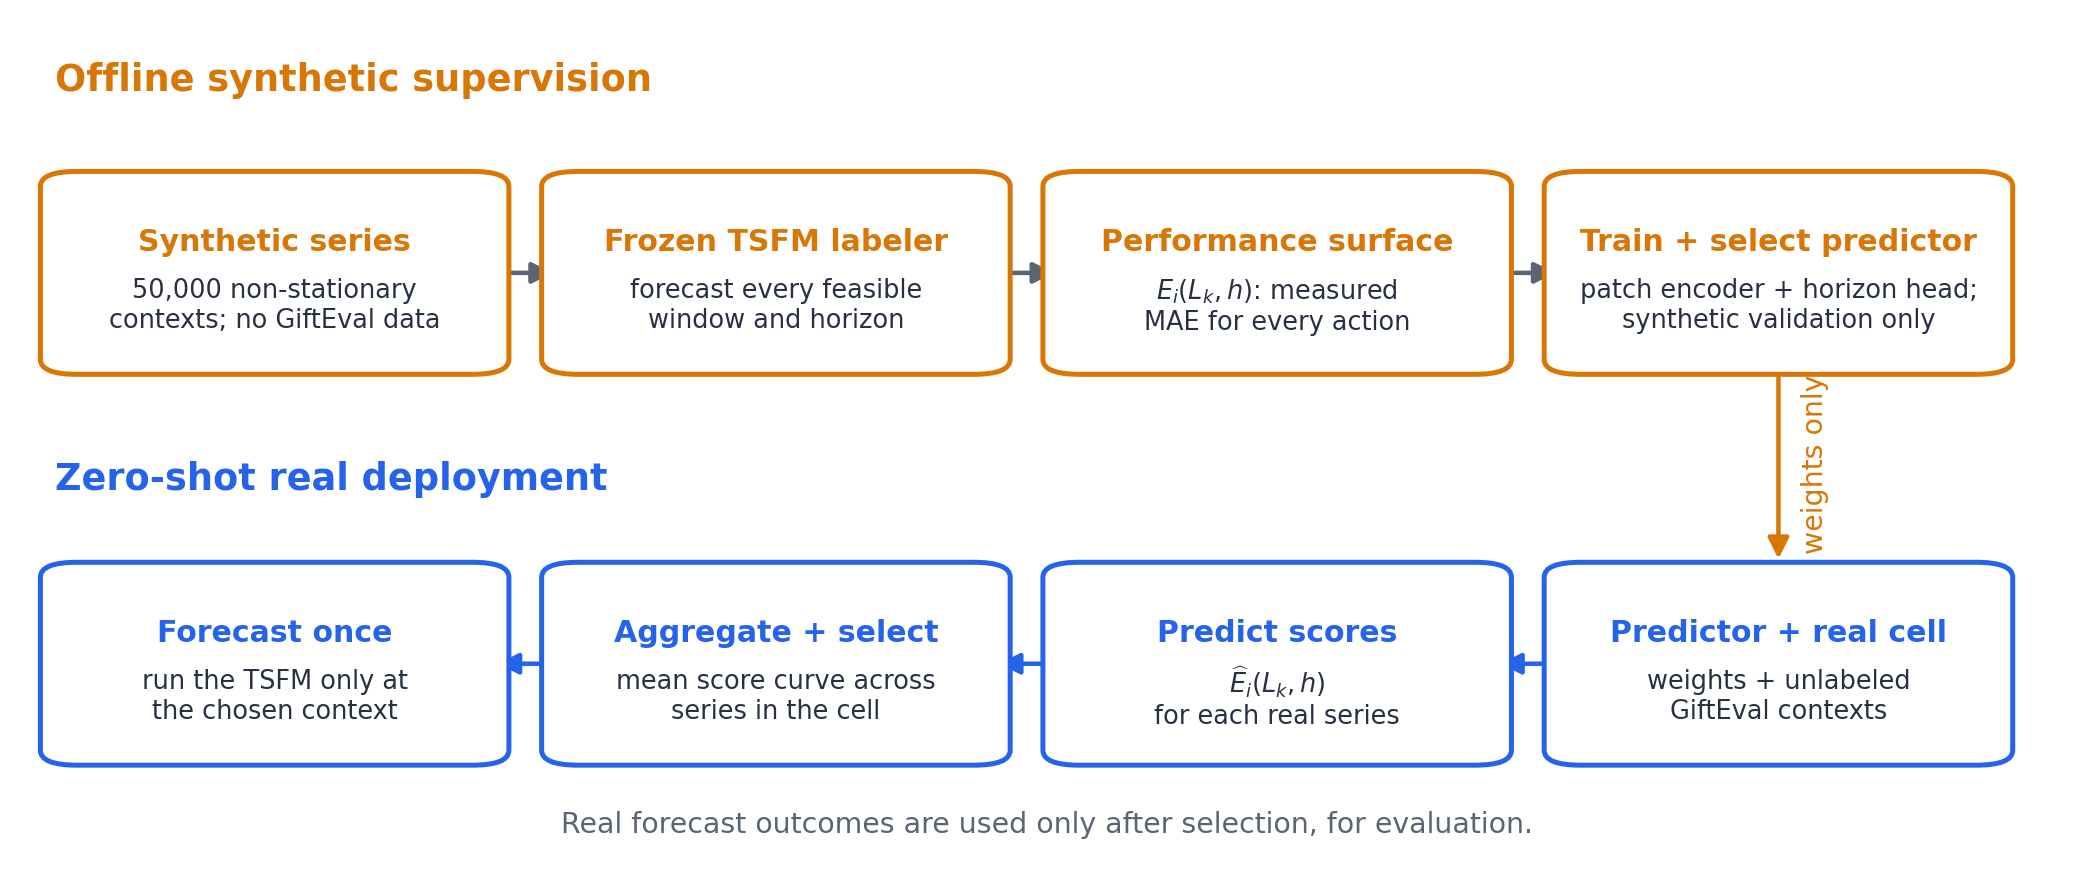 Offline synthetic supervision
Synthetic series
50,000 non-stationary
contexts; no GiftEval data
Frozen TSFM labeler
forecast every feasible
window and horizon
Performance surface
$E_i(L_k, h)$: measured
MAE for every action
Train + select predictor
patch encoder + horizon head;
synthetic validation only
weights only
Zero-shot real deployment
Forecast once
run the TSFM only at
the chosen context
Aggregate + select
mean score curve across
series in the cell
Predict scores
$\widehat{E}_i(L_k, h)$
for each real series
Predictor + real cell
weights + unlabeled
GiftEval contexts
Real forecast outcomes are used only after selection, for evaluation.